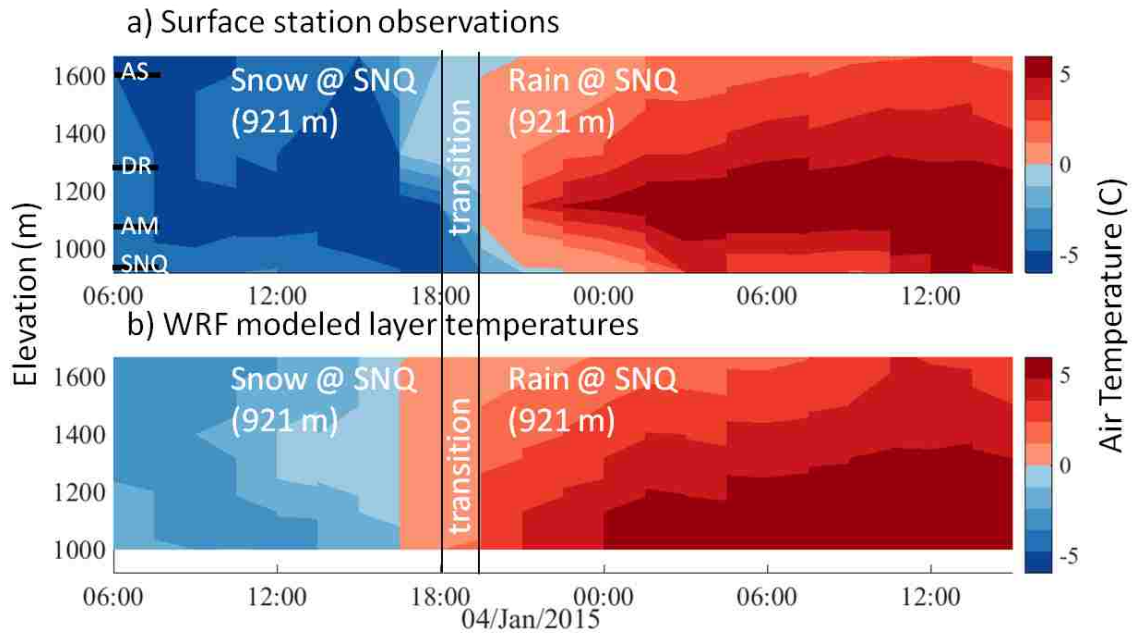 a) Surface station observations
1600
1400
1200
1000
AS
DR
AM
SNQ
Snow @ SNQ
(921 m)
transition
Rain @ SNQ
(921 m)
5
0
-5
06:00 12:00 18:00 00:00 06:00 12:00
b) WRF modeled layer temperatures
1600
1400
1200
1000
Snow @ SNQ
(921 m)
transition
Rain @ SNQ
(921 m)
5
0
-5
06:00 12:00 18:00 00:00 06:00 12:00
04/Jan/2015
Elevation (m)
Air Temperature (C)